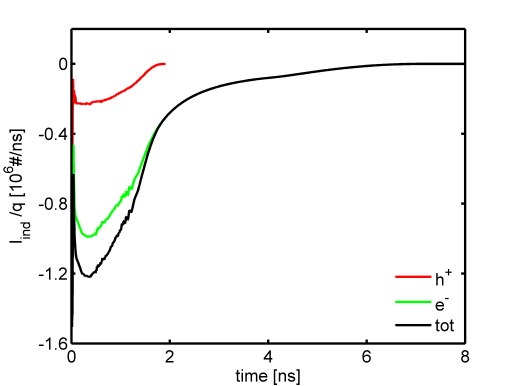 0
-0.4
-0.8
-1.2
-1.6
I_ind /q [10^6#/ns]
h^+
e^-
tot
0 2 4 6 8
time [ns]